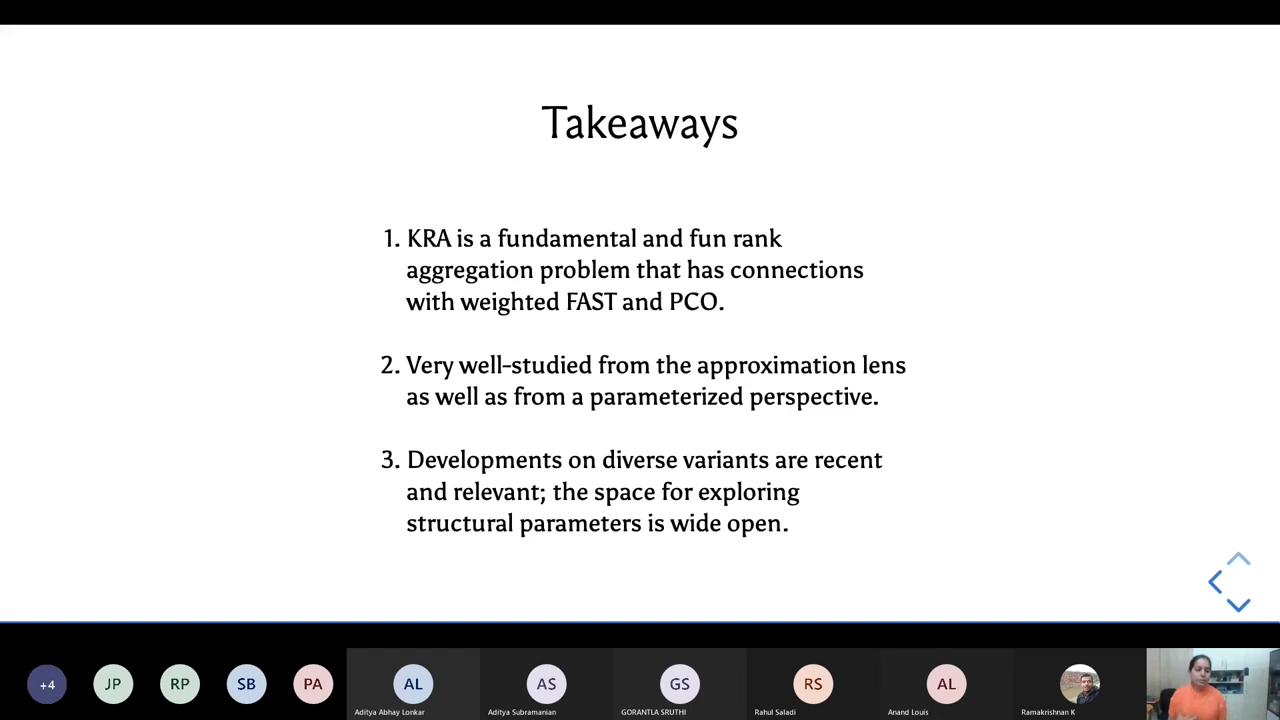 Takeaways
1. KRA is a fundamental and fun rank
aggregation problem that has connections
with weighted FAST and PCO.
2. Very well-studied from the approximation lens
as well as from a parameterized perspective.
3. Developments on diverse variants are recent
and relevant; the space for exploring
structural parameters is wide open.
+4
JP
RP
SB
PA
AL
AS
GS
RS
AL
Aditya Abhay Lonkar
Aditya Subramanian
GORANTLA SRUTHI
Rahul Saladi
Anand Louis
Ramakrishnan K